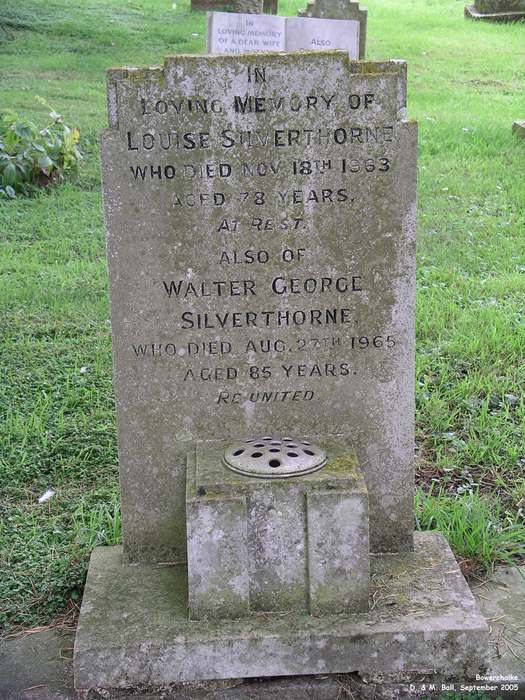 IN
LOVING MEMORY
OF A DEAR WIFE
ALSO
IN
LOVING MEMORY OF
LOUISE SILVERTHORNE
WHO DIED NOV. 18TH 1963
AGED 78 YEARS.
AT REST.
ALSO OF
WALTER GEORGE
SILVERTHORNE.
WHO DIED AUG. 27TH 1965
AGED 85 YEARS.
RE UNITED
Bowerchalke
D. & M. Ball, September 2005